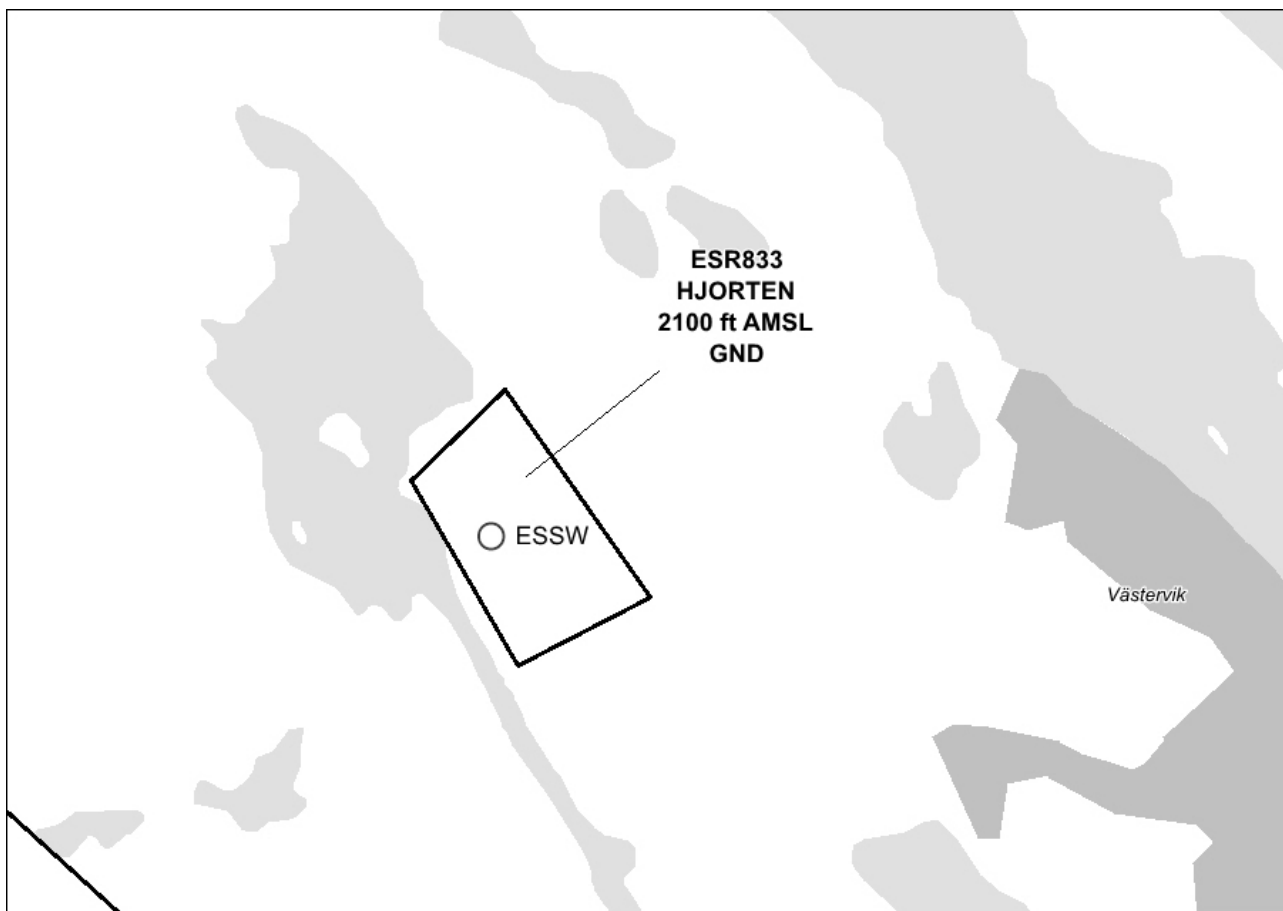 ESR833
HJORTEN
2100 ft AMSL
GND
ESSW
Västervik